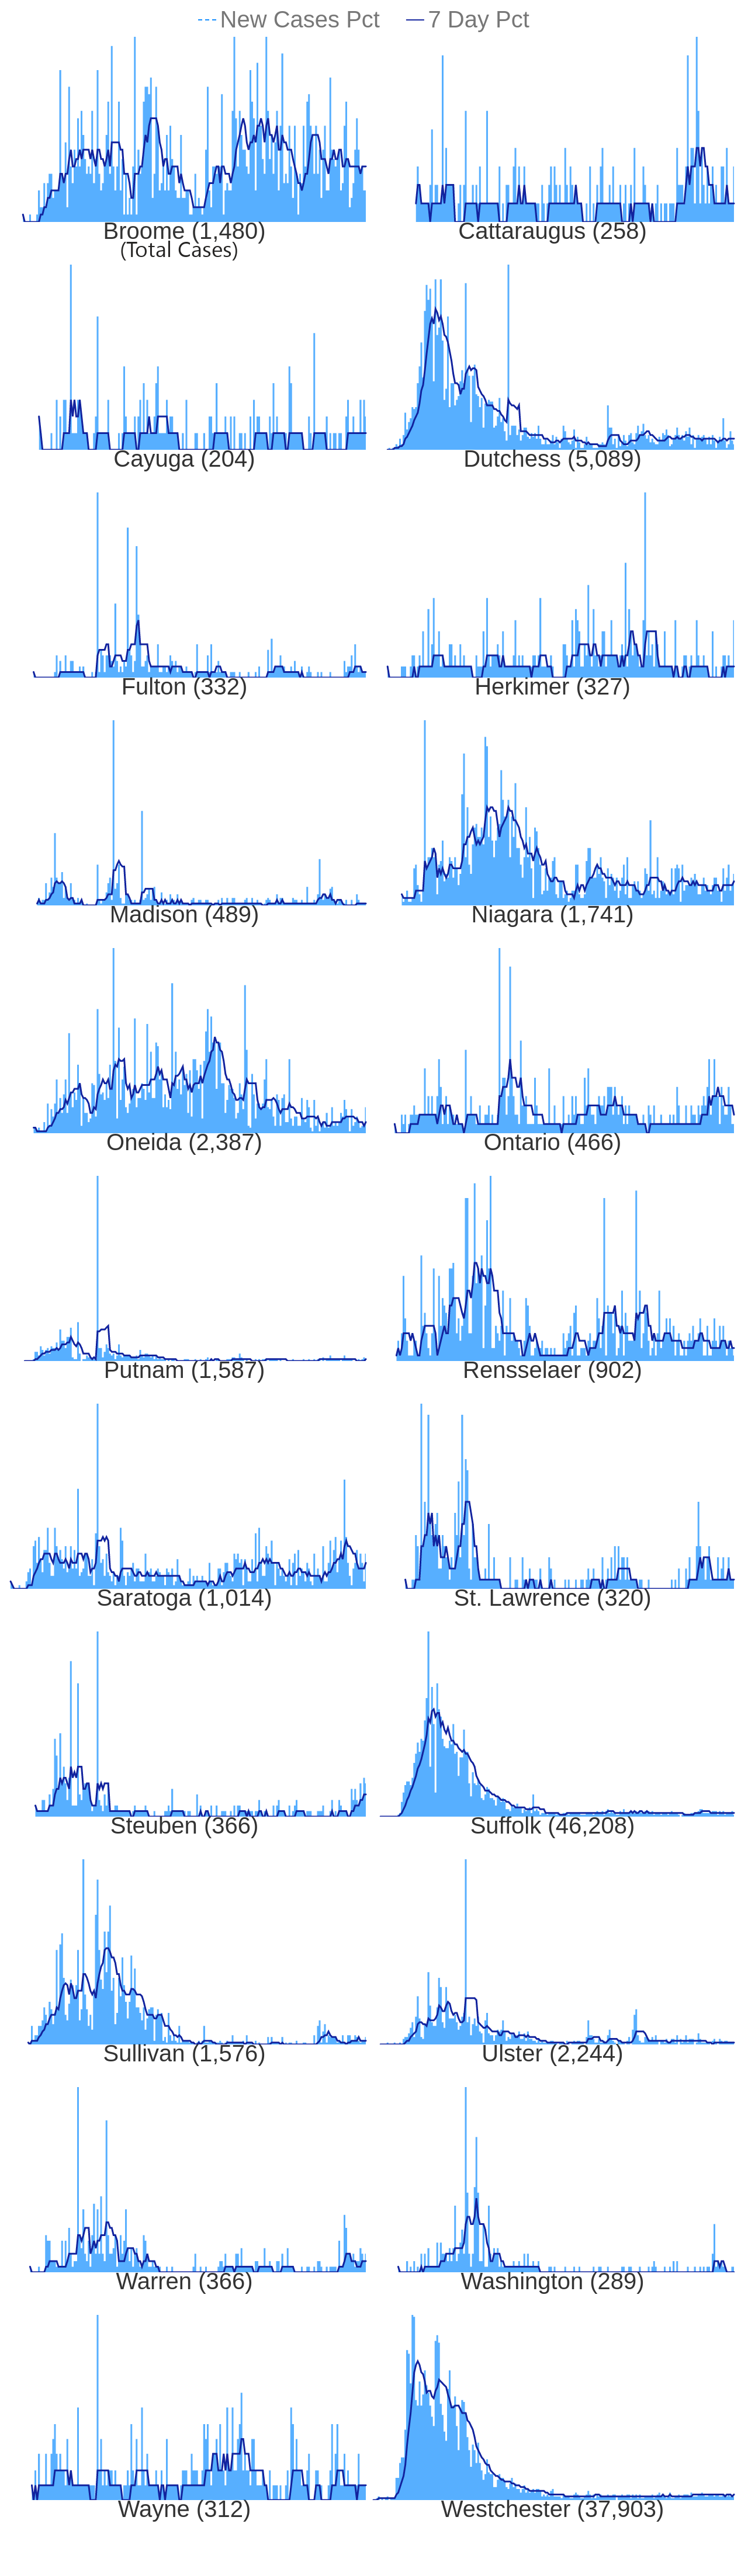 New Cases Pct 7 Day Pct
Broome (1,480) Cattaraugus (258)
(Total Cases)
Cayuga (204) Dutchess (5,089)
Fulton (332) Herkimer (327)
Madison (489) Niagara (1,741)
Oneida (2,387) Ontario (466)
Putnam (1,587) Rensselaer (902)
Saratoga (1,014) St. Lawrence (320)
Steuben (366) Suffolk (46,208)
Sullivan (1,576) Ulster (2,244)
Warren (366) Washington (289)
Wayne (312) Westchester (37,903)